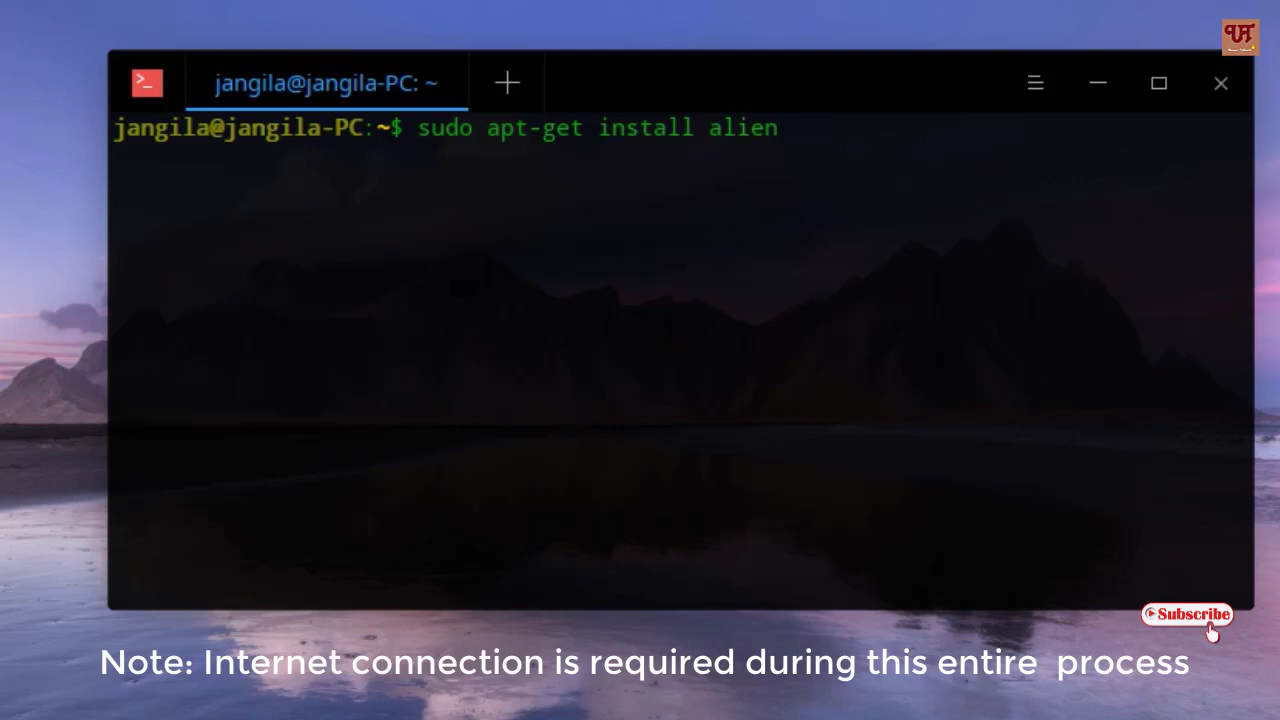 jangila@jangila-PC: ~
jangila@jangila-PC:~$ sudo apt-get install alien
Subscribe
Note: Internet connection is required during this entire process